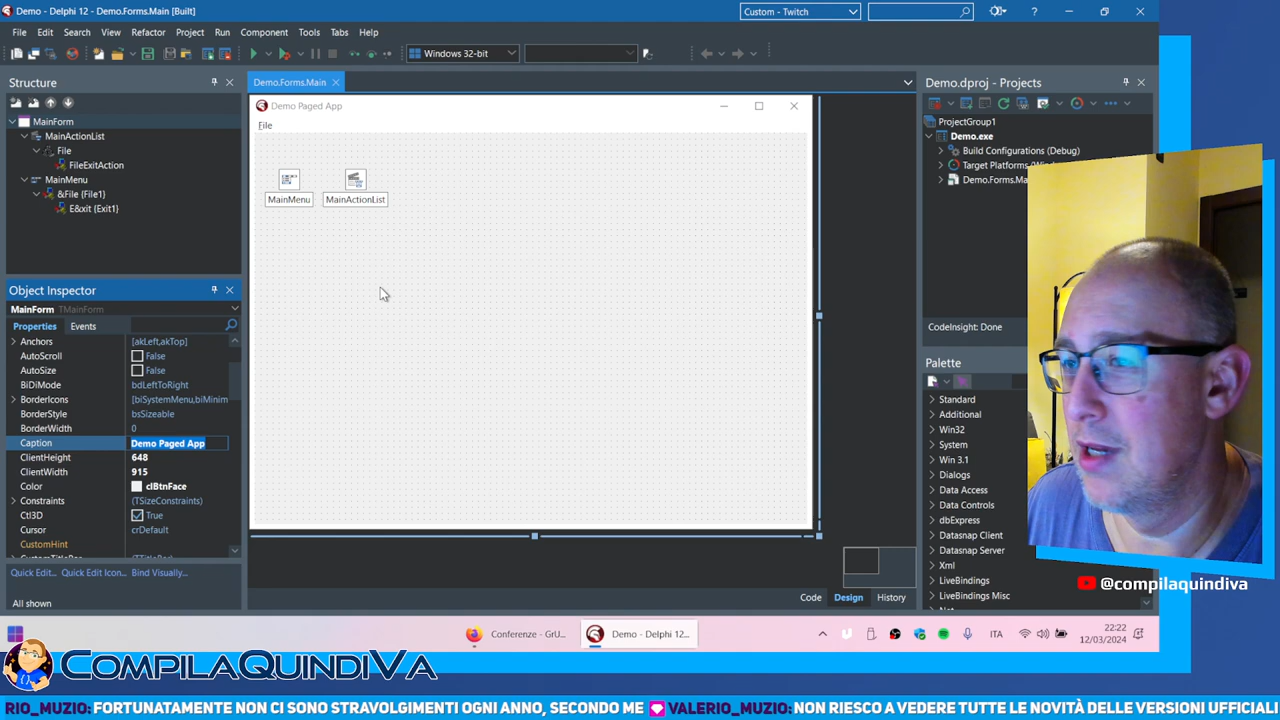 Demo - Delphi 12 - Demo.Forms.Main [Built]
Custom - Twitch
File Edit Search View Refactor Project Run Component Tools Tabs Help
Windows 32-bit
Structure
MainForm
MainActionList
File
FileExitAction
MainMenu
&File {File1}
E&xit {Exit1}
Object Inspector
MainForm TMainForm
Properties Events
Anchors [akLeft,akTop]
AutoScroll False
AutoSize False
BiDiMode bdLeftToRight
BorderIcons [biSystemMenu,biMinim
BorderStyle bsSizeable
BorderWidth 0
Caption Demo Paged App
ClientHeight 648
ClientWidth 915
Color clBtnFace
Constraints (TSizeConstraints)
Ctl3D True
Cursor crDefault
CustomHint
Quick Edit... Quick Edit Icon... Bind Visually...
All shown
Demo.Forms.Main
Demo Paged App
File
MainMenu MainActionList
Code Design History
Demo.dproj - Projects
ProjectGroup1
Demo.exe
Build Configurations (Debug)
Target Platforms (Win
Demo.Forms.Ma
CodeInsight: Done
Palette
Standard
Additional
Win32
System
Win 3.1
Dialogs
Data Access
Data Controls
dbExpress
Datasnap Client
Datasnap Server
Xml
LiveBindings
LiveBindings Misc
@compilaquindiva
Conferenze - GrU...
Demo - Delphi 12...
ITA
22:22
12/03/2024
CompilaQuindiVa
RIO_MUZIO: FORTUNATAMENTE NON CI SONO STRAVOLGIMENTI OGNI ANNO, SECONDO ME VALERIO_MUZIO: NON RIESCO A VEDERE TUTTE LE NOVITÀ DELLE VERSIONI UFFICIALI